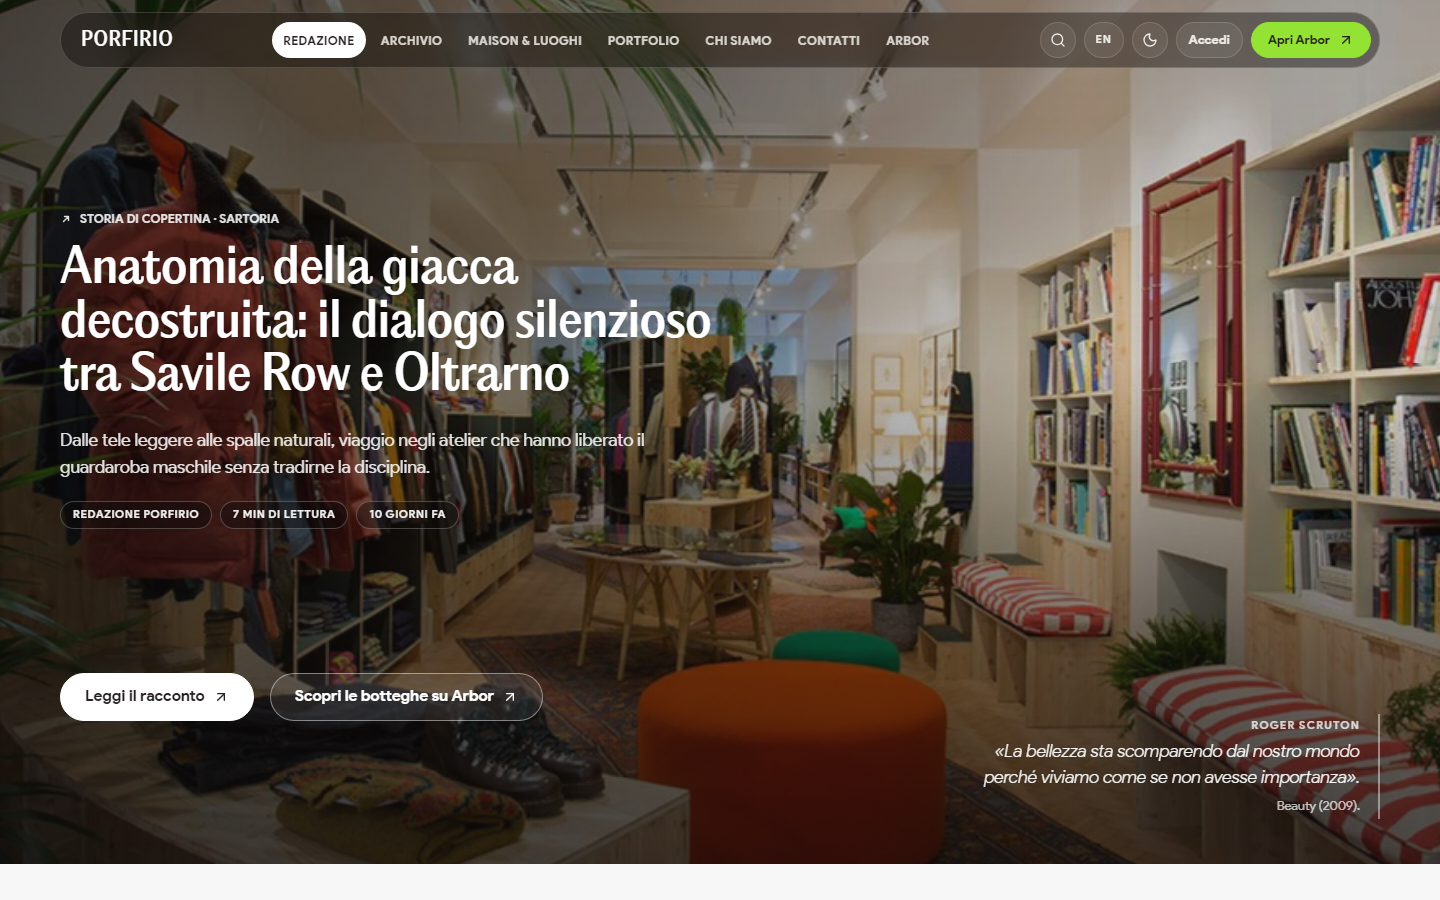 PORFIRIO
REDAZIONE
ARCHIVIO
MAISON & LUOGHI
PORTFOLIO
CHI SIAMO
CONTATTI
ARBOR
EN
Accedi
Apri Arbor
STORIA DI COPERTINA · SARTORIA
Anatomia della giacca
decostruita: il dialogo silenzioso
tra Savile Row e Oltrarno
Dalle tele leggere alle spalle naturali, viaggio negli atelier che hanno liberato il
guardaroba maschile senza tradirne la disciplina.
REDAZIONE PORFIRIO
7 MIN DI LETTURA
10 GIORNI FA
Leggi il racconto
Scopri le botteghe su Arbor
ROGER SCRUTON
«La bellezza sta scomparendo dal nostro mondo
perché viviamo come se non avesse importanza».
Beauty (2009).